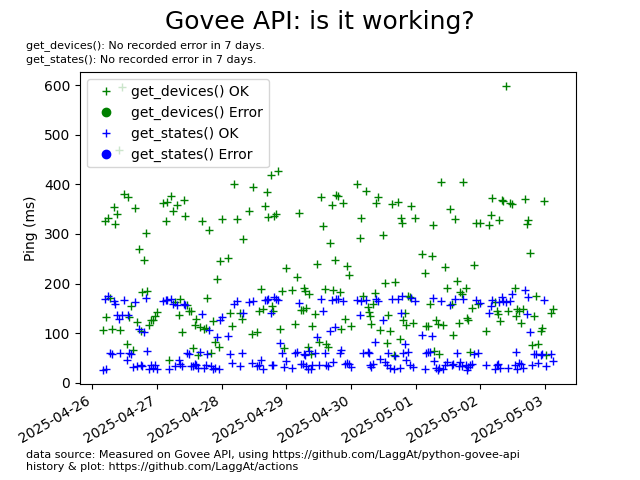 Govee API: is it working?
get_devices(): No recorded error in 7 days.
get_states(): No recorded error in 7 days.
get_devices() OK
get_devices() Error
get_states() OK
get_states() Error
Ping (ms)
600
500
400
300
200
100
0
2025-04-26
2025-04-27
2025-04-28
2025-04-29
2025-04-30
2025-05-01
2025-05-02
2025-05-03
data source: Measured on Govee API, using https://github.com/LaggAt/python-govee-api
history & plot: https://github.com/LaggAt/actions